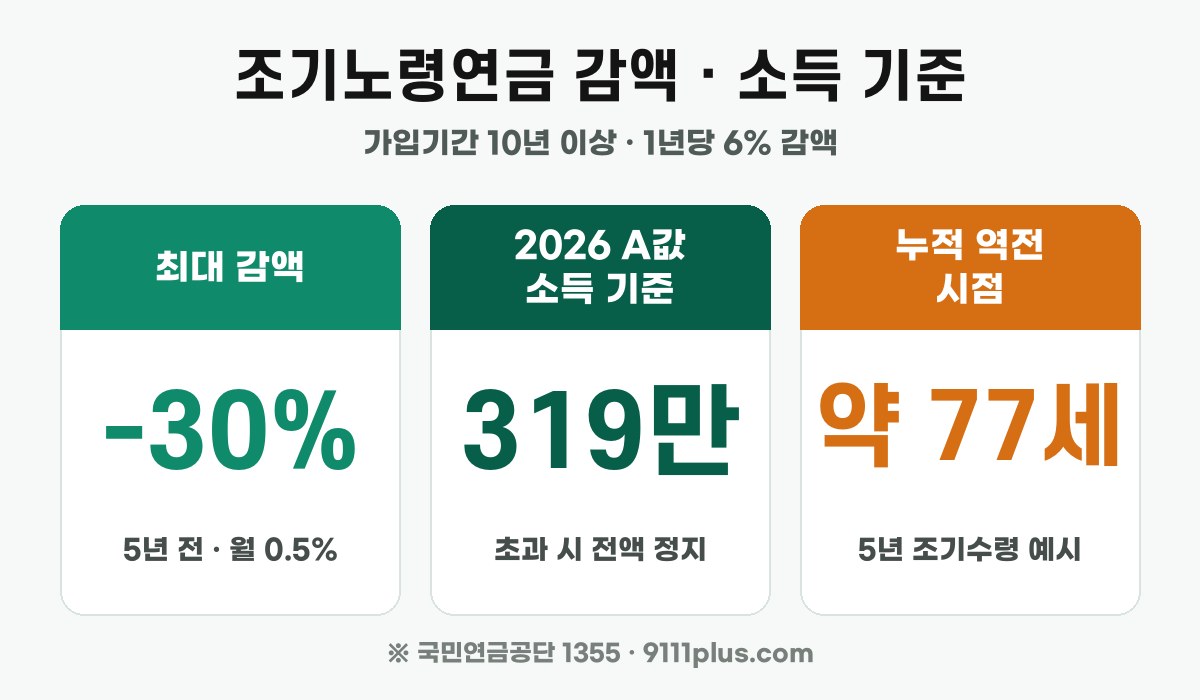 조기노령연금 감액 · 소득 기준
가입기간 10년 이상 · 1년당 6% 감액
최대 감액
-30%
5년 전 · 월 0.5%
2026 A값
소득 기준
319만
초과 시 전액 정지
누적 역전
시점
약 77세
5년 조기수령 예시
※ 국민연금공단 1355 · 9111plus.com